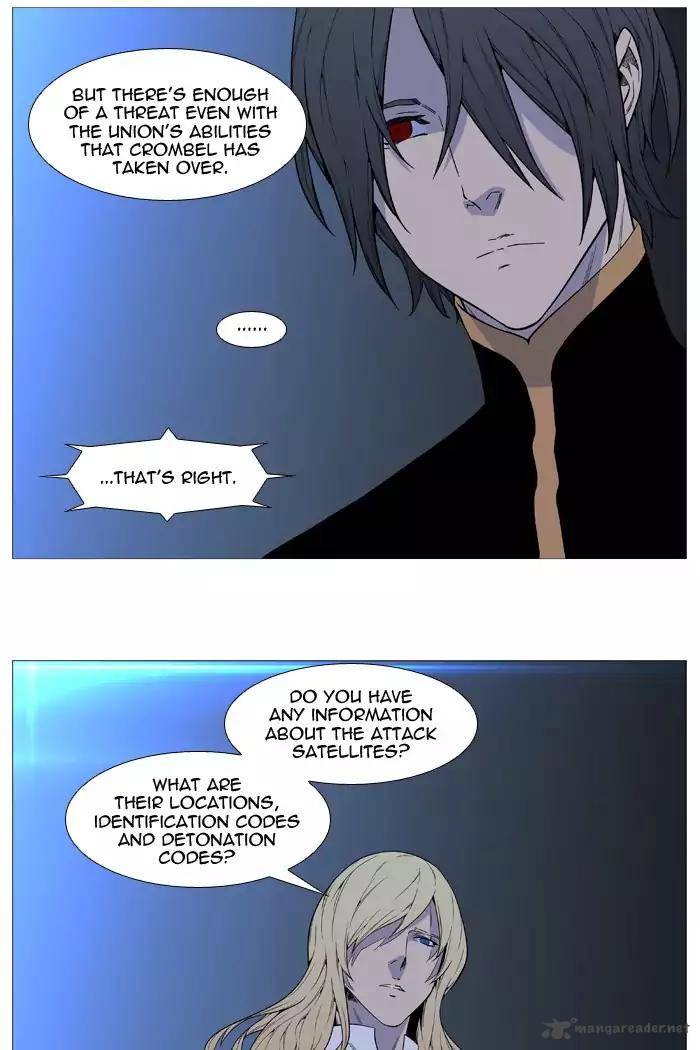 BUT THERE'S ENOUGH
OF A THREAT EVEN WITH
THE UNION'S ABILITIES
THAT CROMBEL HAS
TAKEN OVER.
......
...THAT'S RIGHT.
DO YOU HAVE
ANY INFORMATION
ABOUT THE ATTACK
SATELLITES?
WHAT ARE
THEIR LOCATIONS,
IDENTIFICATION CODES
AND DETONATION
CODES?
mangareader.net